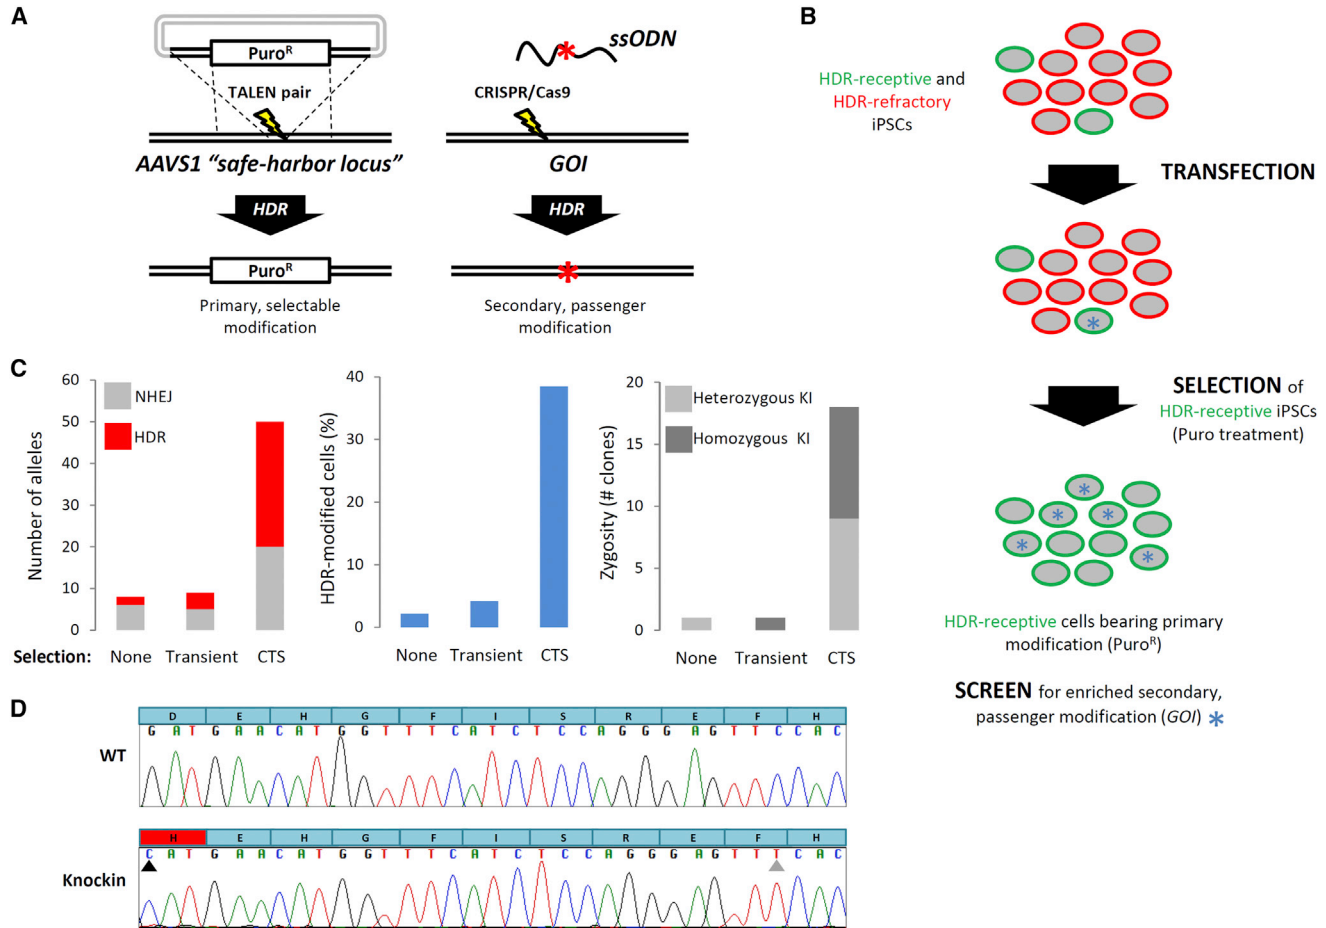 A
Puro^R
TALEN pair
AAVS1 “safe-harbor locus”
HDR
Puro^R
Primary, selectable
modification
ssODN
*
CRISPR/Cas9
GOI
HDR
*
Secondary, passenger
modification
B
HDR-receptive and
HDR-refractory
iPSCs
TRANSFECTION
*
SELECTION of
HDR-receptive iPSCs
(Puro treatment)
*
* *
* *
HDR-receptive cells bearing primary
modification (Puro^R)
SCREEN for enriched secondary,
passenger modification (GOI) *
C
Number of alleles
60
50
40
30
20
10
0
NHEJ
HDR
Selection: None Transient CTS
HDR-modified cells (%)
40
30
20
10
0
None Transient CTS
Zygosity (# clones)
20
15
10
5
0
Heterozygous KI
Homozygous KI
None Transient CTS
D
WT
D E H G F I S R E F H
G A T G A A C A T G G T T T C A T C T C C A G G G A G T T C C A C
Knockin
H E H G F I S R E F H
C A T G A A C A T G G T T T C A T C T C C A G G G A G T T T C A C